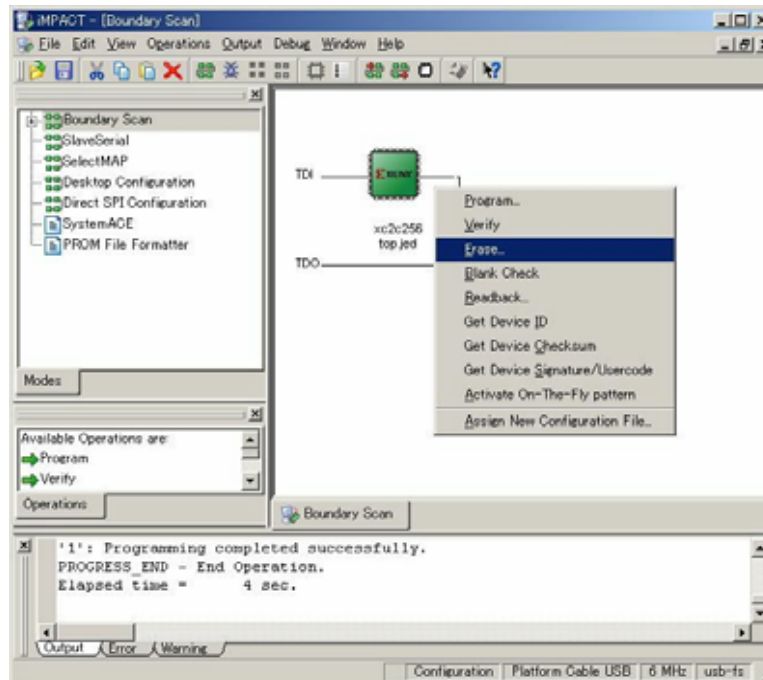 iMPACT - [Boundary Scan]
File Edit View Operations Output Debug Window Help
Boundary Scan
SlaveSerial
SelectMAP
Desktop Configuration
Direct SPI Configuration
SystemACE
PROM File Formatter
Modes
Available Operations are:
Program
Verify
Operations
TDI
XILINX
xc2c256
top.jed
TDO
Program...
Verify
Erase...
Blank Check
Readback...
Get Device ID
Get Device Checksum
Get Device Signature/Usercode
Activate On-The-Fly pattern
Assign New Configuration File...
Boundary Scan
'1': Programming completed successfully.
PROGRESS_END - End Operation.
Elapsed time = 4 sec.
Output Error Warning
Configuration Platform Cable USB 6 MHz usb-fs